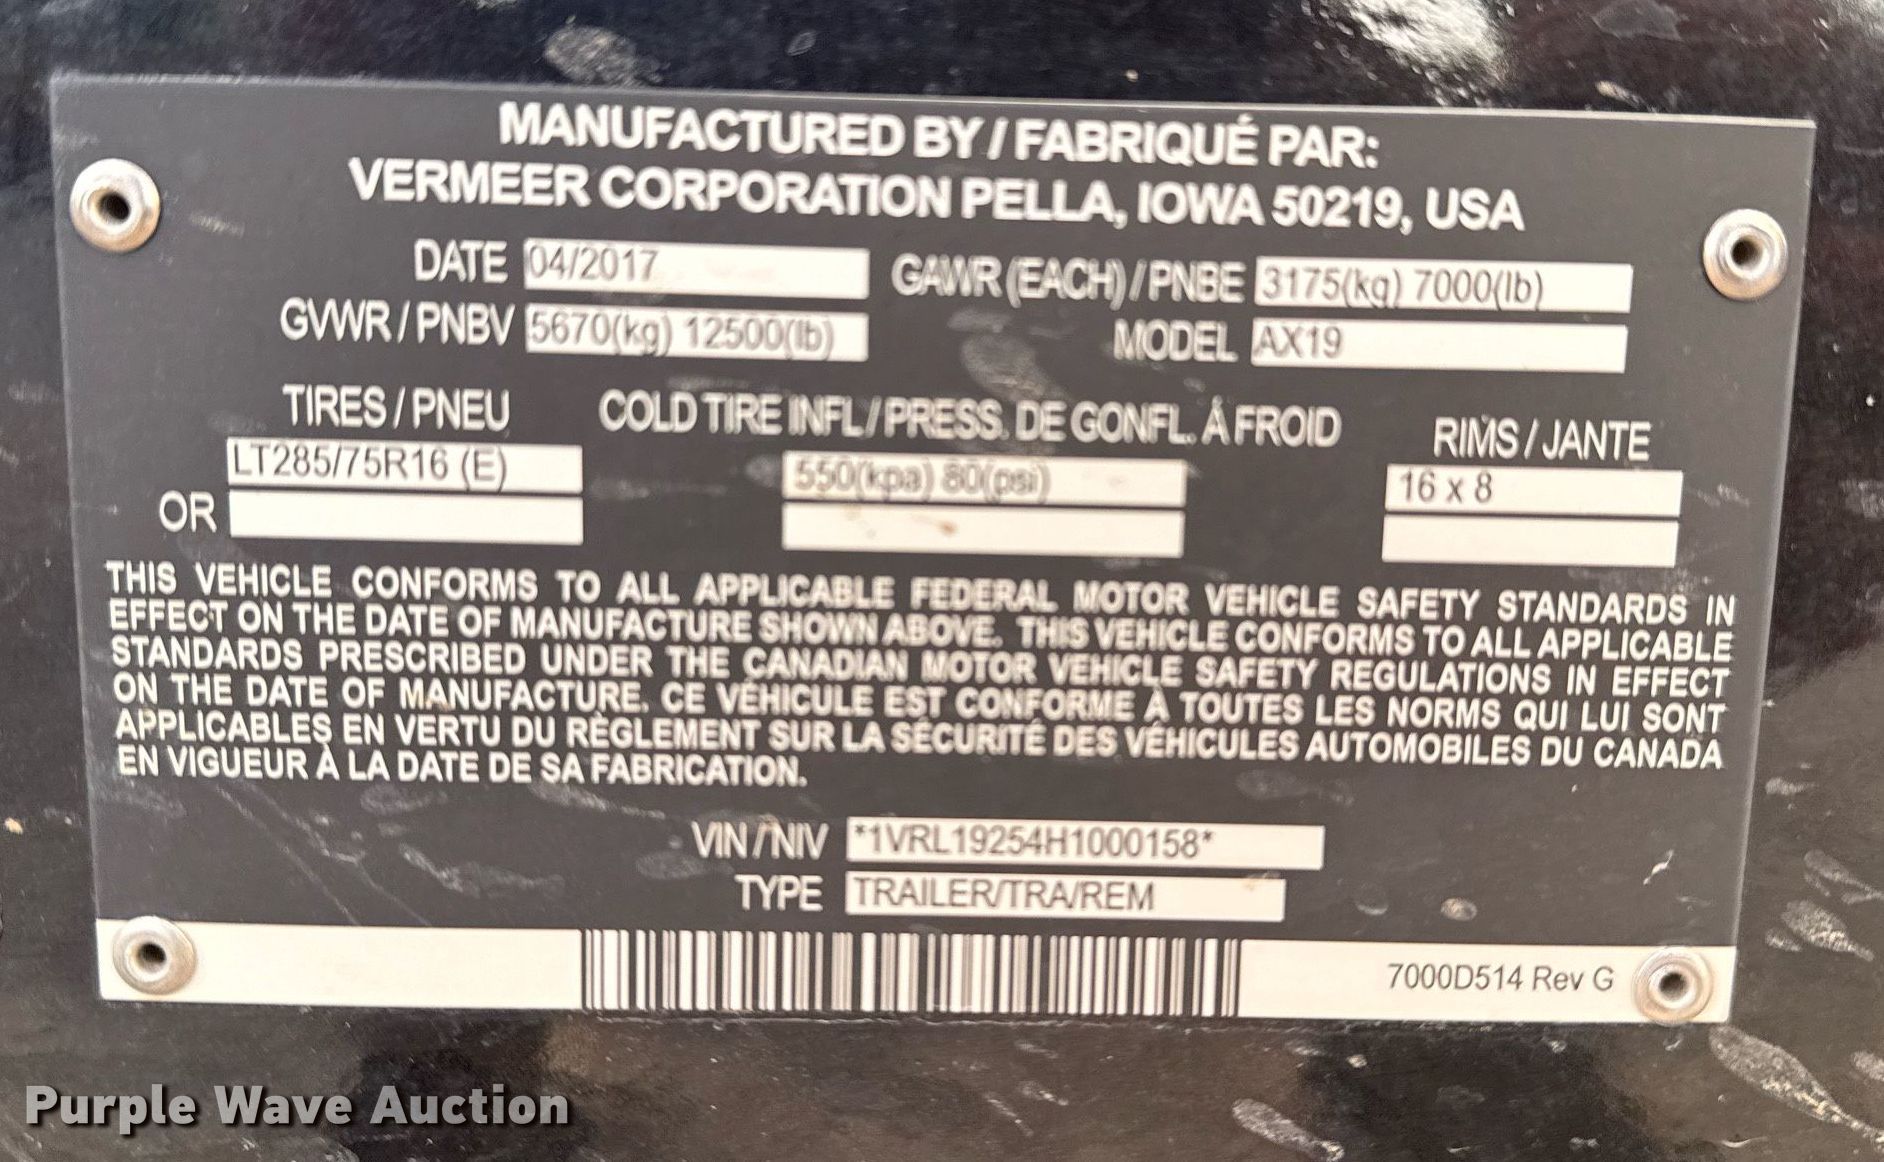 MANUFACTURED BY / FABRIQUÉ PAR:
VERMEER CORPORATION PELLA, IOWA 50219, USA
DATE 04/2017 GAWR (EACH) / PNBE 3175(kg) 7000(lb)
GVWR / PNBV 5670(kg) 12500(lb) MODEL AX19
TIRES / PNEU COLD TIRE INFL / PRESS. DE GONFL. À FROID RIMS / JANTE
LT285/75R16 (E) 550(kpa) 80(psi) 16 x 8
OR
THIS VEHICLE CONFORMS TO ALL APPLICABLE FEDERAL MOTOR VEHICLE SAFETY STANDARDS IN
EFFECT ON THE DATE OF MANUFACTURE SHOWN ABOVE. THIS VEHICLE CONFORMS TO ALL APPLICABLE
STANDARDS PRESCRIBED UNDER THE CANADIAN MOTOR VEHICLE SAFETY REGULATIONS IN EFFECT
ON THE DATE OF MANUFACTURE. CE VÉHICULE EST CONFORME À TOUTES LES NORMS QUI LUI SONT
APPLICABLES EN VERTU DU RÈGLEMENT SUR LA SÉCURITÉ DES VÉHICULES AUTOMOBILES DU CANADA
EN VIGUEUR À LA DATE DE SA FABRICATION.
VIN / NIV *1VRL19254H1000158*
TYPE TRAILER/TRA/REM
7000D514 Rev G
Purple Wave Auction